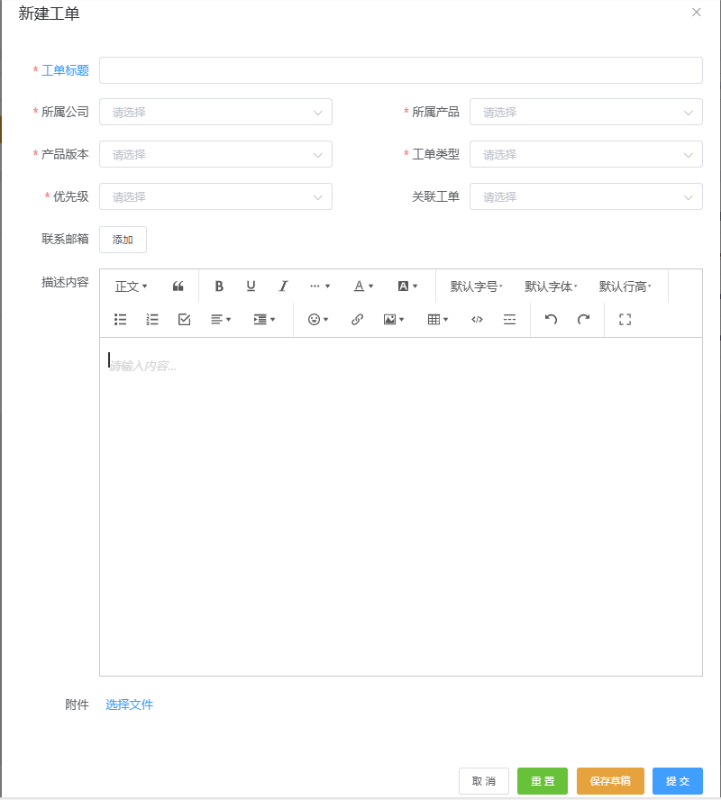 新建工单
* 工单标题
* 所属公司 请选择 * 所属产品 请选择
* 产品版本 请选择 * 工单类型 请选择
* 优先级 请选择 关联工单 请选择
联系邮箱 添加
描述内容 正文 B U I ... A A 默认字号 默认字体 默认行高
请输入内容...
附件 选择文件
取消 重置 保存草稿 提交